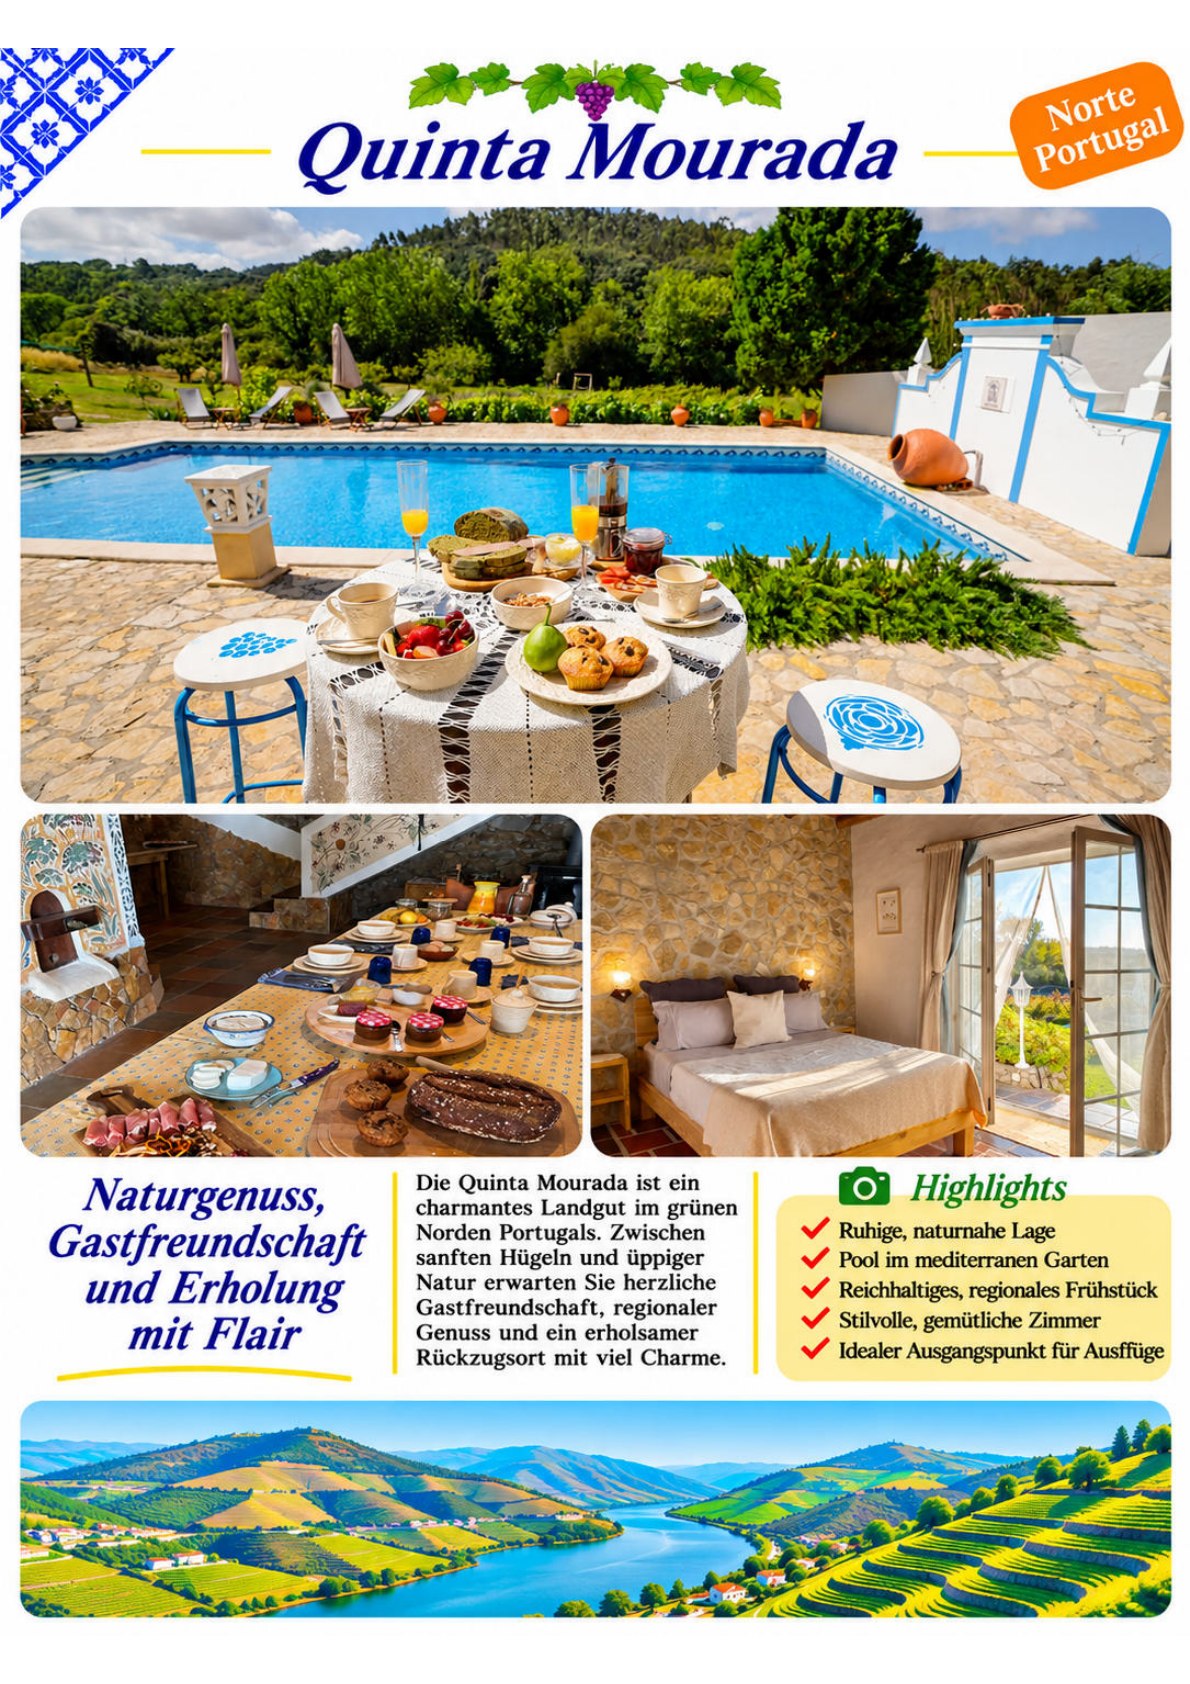 Quinta Mourada
Norte
Portugal
Naturgenuss,
Gastfreundschaft
und Erholung
mit Flair
Die Quinta Mourada ist ein
charmantes Landgut im grünen
Norden Portugals. Zwischen
sanften Hügeln und üppiger
Natur erwarten Sie herzliche
Gastfreundschaft, regionaler
Genuss und ein erholsamer
Rückzugsort mit viel Charme.
Highlights
Ruhige, naturnahe Lage
Pool im mediterranen Garten
Reichhaltiges, regionales Frühstück
Stilvolle, gemütliche Zimmer
Idealer Ausgangspunkt für Ausffüge